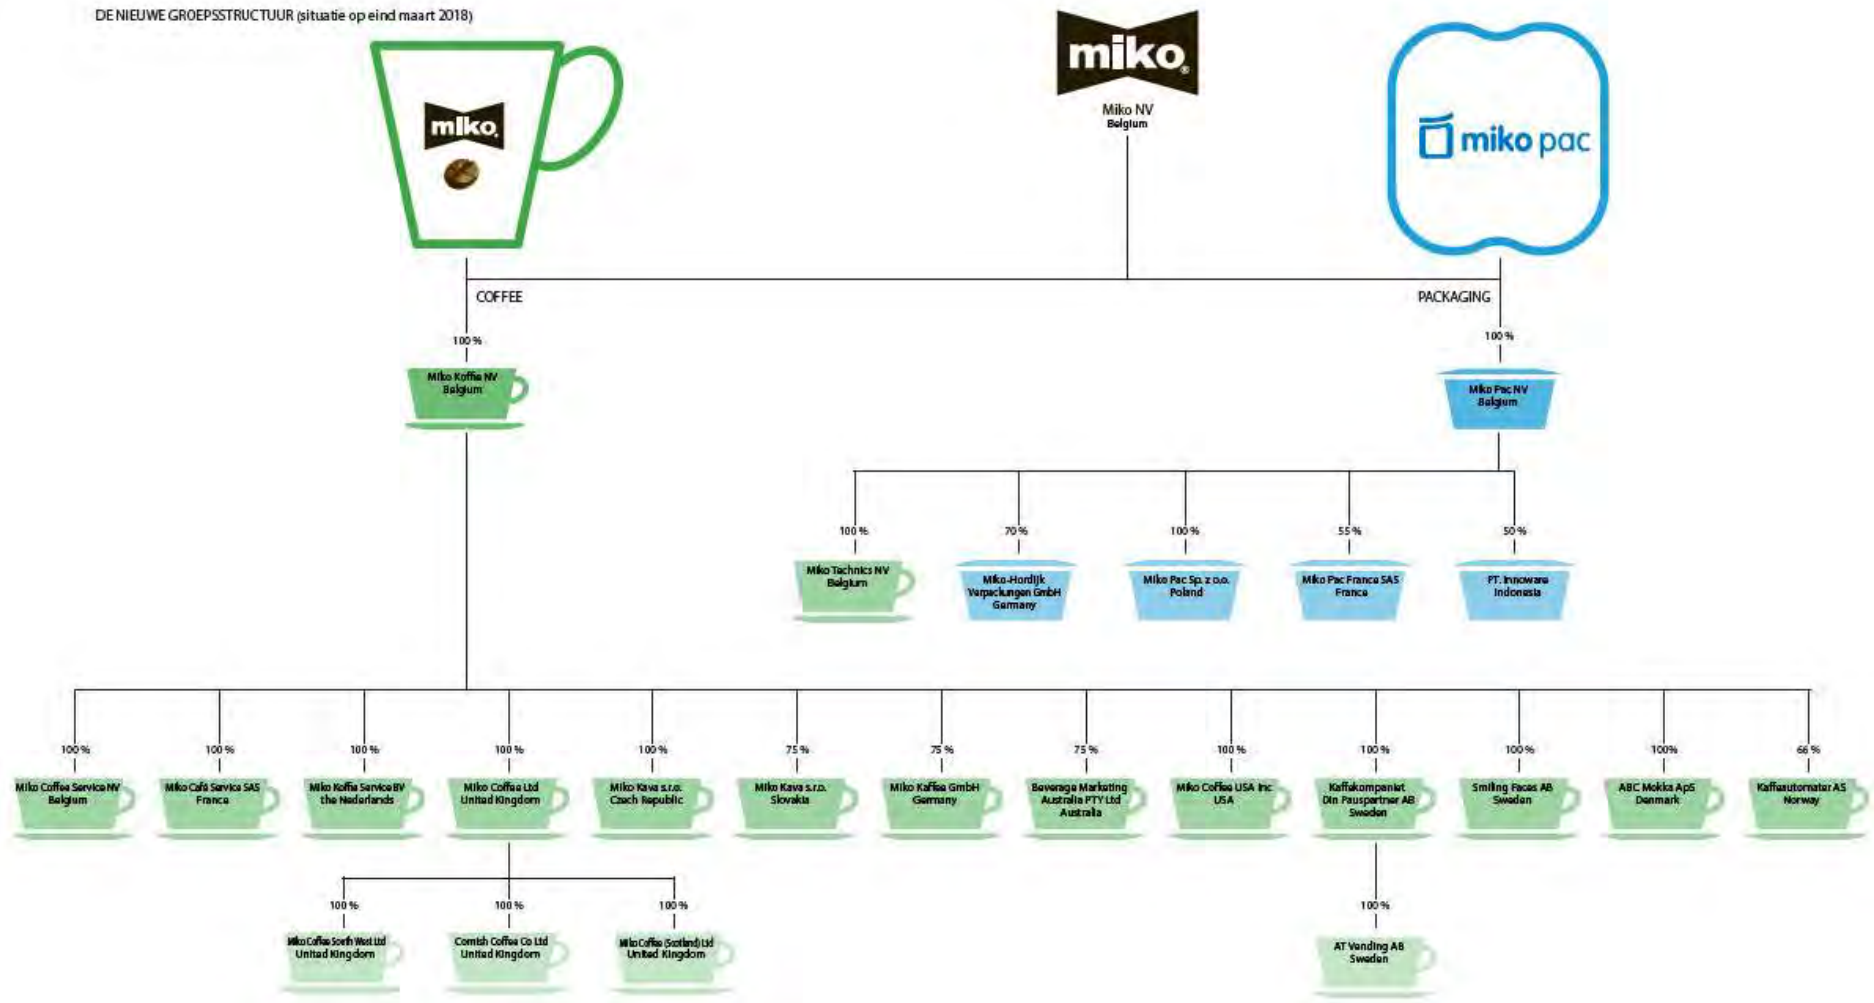 DE NIEUWE GROEPSSTRUCTUUR (situatie op eind maart 2018)
miko
miko®
Miko NV
Belgium
miko pac
COFFEE
PACKAGING
100 %
Miko Koffie NV
Belgium
100 %
Miko Pac NV
Belgium
100 %
70 %
100 %
55 %
50 %
Miko Technics NV
Belgium
Miko-Hordijk
Verpackungen GmbH
Germany
Miko Pac Sp. z o.o.
Poland
Miko Pac France SAS
France
PT. Innoware
Indonesia
100 %
100 %
100 %
100 %
100 %
75 %
75 %
75 %
100 %
100 %
100 %
100%
66 %
Miko Coffee Service NV
Belgium
Miko Café Service SAS
France
Miko Koffie Service BV
the Nederlands
Miko Coffee Ltd
United Kingdom
Miko Kava s.r.o.
Czech Republic
Miko Kava s.r.o.
Slovakia
Miko Kaffee GmbH
Germany
Beverage Marketing
Australia PTY Ltd
Australia
Miko Coffee USA Inc
USA
Kaffekompaniet
Din Pauspartner AB
Sweden
Smiling Faces AB
Sweden
ABC Mokka ApS
Denmark
Kaffeautomater AS
Norway
100 %
100 %
100 %
100 %
Miko Coffee South West Ltd
United Kingdom
Cornish Coffee Co Ltd
United Kingdom
Miko Coffee (Scotland) Ltd
United Kingdom
AT Vending AB
Sweden